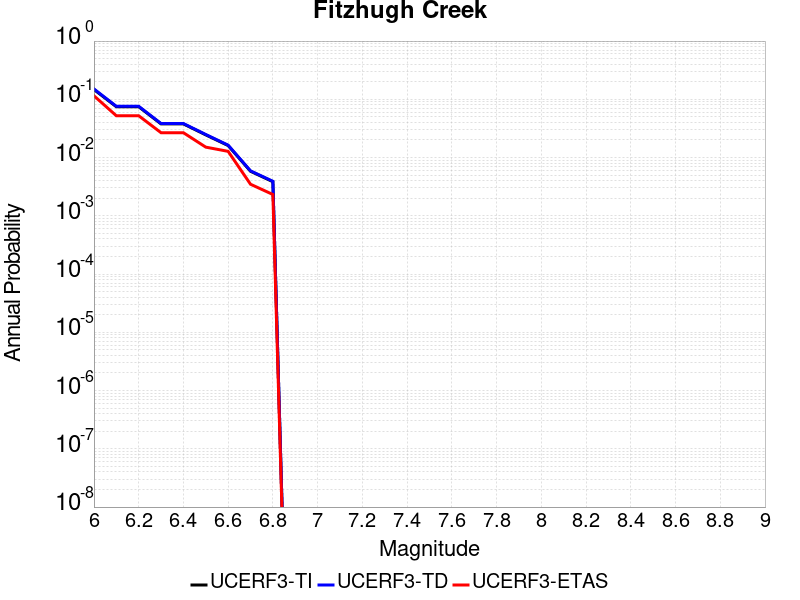 Fitzhugh Creek
10^0
10^-1
10^-2
10^-3
10^-4
10^-5
10^-6
10^-7
10^-8
Annual Probability
6 6.2 6.4 6.6 6.8 7 7.2 7.4 7.6 7.8 8 8.2 8.4 8.6 8.8 9
Magnitude
UCERF3-TI UCERF3-TD UCERF3-ETAS